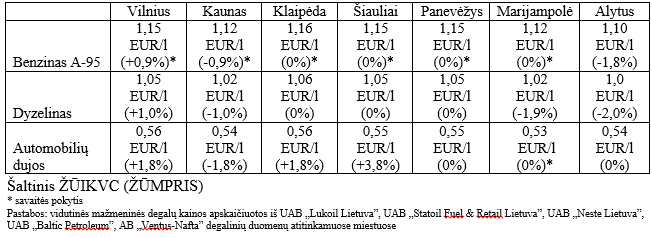 Vilnius Kaunas Klaipėda Šiauliai Panevėžys Marijampolė Alytus
1,15 1,12 1,16 1,15 1,15 1,12 1,10
EUR/l EUR/l EUR/l EUR/l EUR/l EUR/l EUR/l
Benzinas A-95 (+0,9%)* (-0,9%)* (0%)* (0%)* (0%)* (0%)* (-1,8%)
1,05 1,02 1,06 1,05 1,05 1,02 1,0
EUR/l EUR/l EUR/l EUR/l EUR/l EUR/l EUR/l
Dyzelinas (+1,0%) (-1,0%) (0%) (0%) (0%) (-1,9%) (-2,0%)
0,56 0,54 0,56 0,55 0,55 0,53 0,54
Automobilių EUR/l EUR/l EUR/l EUR/l EUR/l EUR/l EUR/l
dujos (+1,8%) (-1,8%) (+1,8%) (+3,8%) (0%) (0%)* (0%)
Šaltinis ŽŪIKVC (ŽŪMPRIS)
* savaitės pokytis
Pastabos: vidutinės mažmeninės degalų kainos apskaičiuotos iš UAB „Lukoil Lietuva”, UAB „Statoil Fuel & Retail Lietuva”, UAB „Neste Lietuva”,
UAB „Baltic Petroleum”, AB „Ventus-Nafta” degalinių duomenų atitinkamuose miestuose